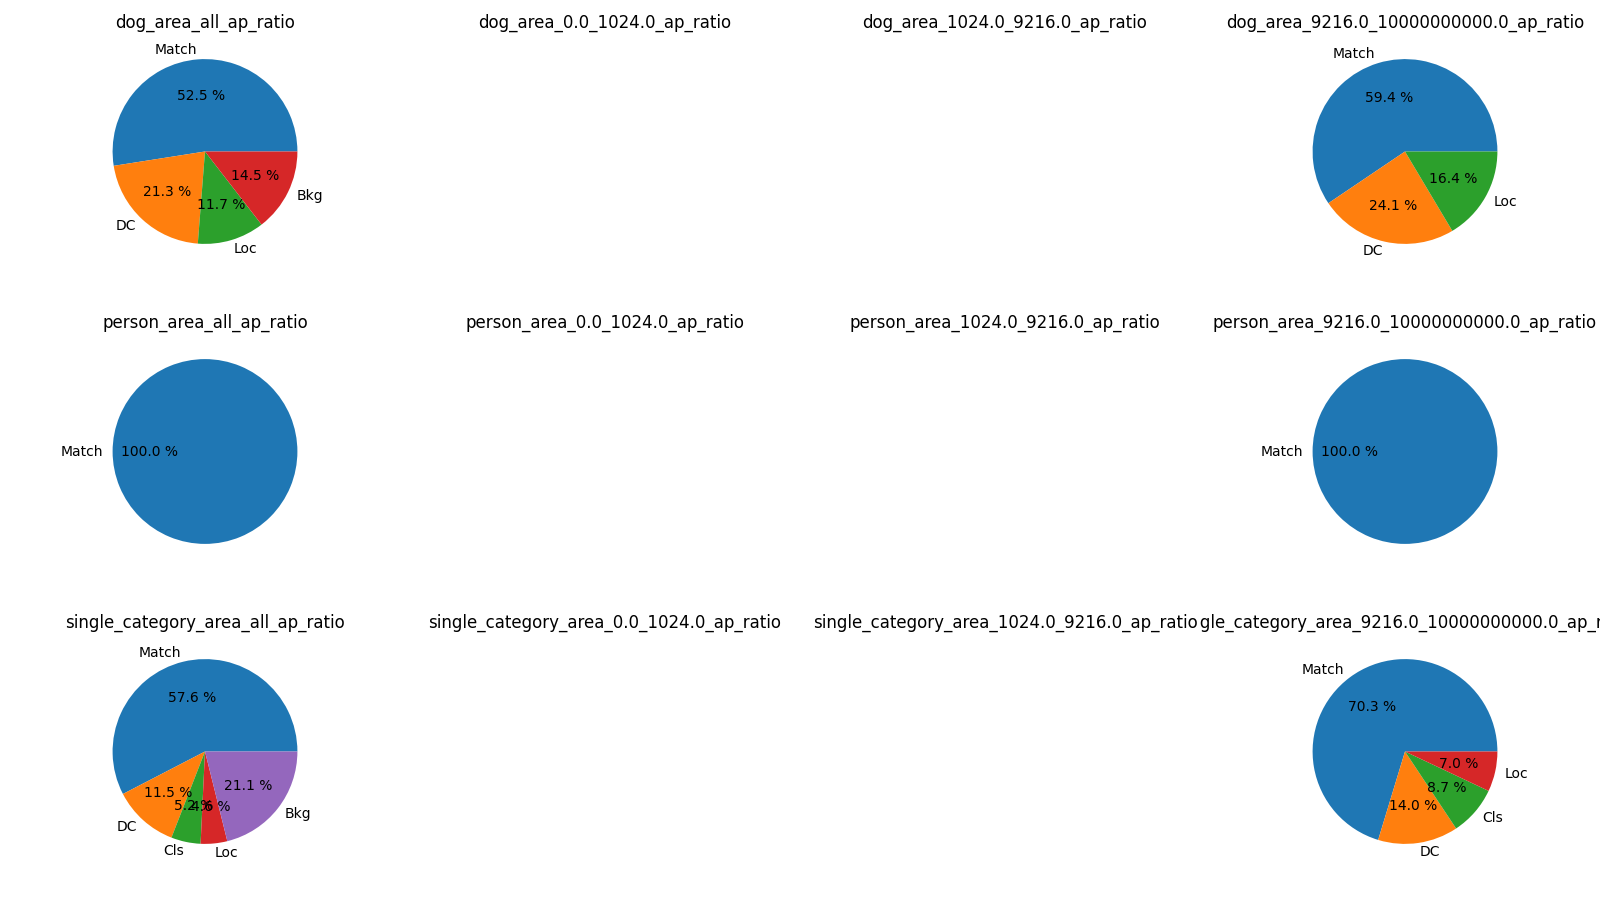 dog_area_all_ap_ratio
dog_area_0.0_1024.0_ap_ratio
dog_area_1024.0_9216.0_ap_ratio
dog_area_9216.0_10000000000.0_ap_ratio
Match
52.5 %
21.3 %
11.7 %
14.5 %
DC
Loc
Bkg
Match
59.4 %
24.1 %
16.4 %
DC
Loc
person_area_all_ap_ratio
person_area_0.0_1024.0_ap_ratio
person_area_1024.0_9216.0_ap_ratio
person_area_9216.0_10000000000.0_ap_ratio
Match
100.0 %
Match
100.0 %
single_category_area_all_ap_ratio
single_category_area_0.0_1024.0_ap_ratio
single_category_area_1024.0_9216.0_ap_ratio
gle_category_area_9216.0_10000000000.0_ap_r
Match
57.6 %
11.5 %
5.2 %
4.6 %
21.1 %
DC
Cls
Loc
Bkg
Match
70.3 %
14.0 %
8.7 %
7.0 %
DC
Cls
Loc